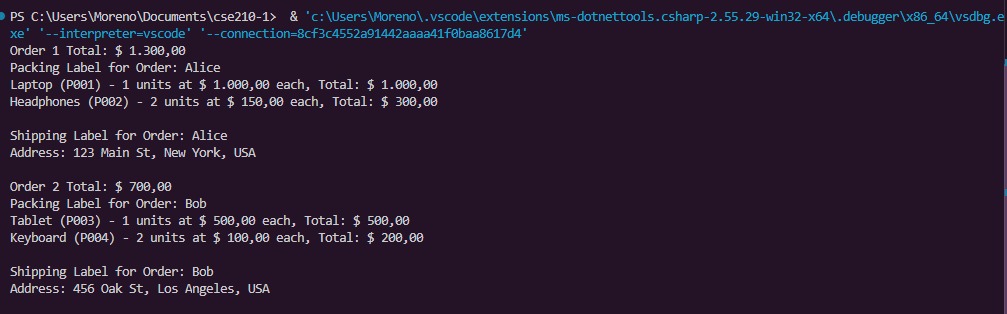 PS C:\Users\Moreno\Documents\cse210-1>  & 'c:\Users\Moreno\.vscode\extensions\ms-dotnettools.csharp-2.55.29-win32-x64\.debugger\x86_64\vsdbg.e
xe' '--interpreter=vscode' '--connection=8cf3c4552a91442aaaa41f0baa8617d4'
Order 1 Total: $ 1.300,00
Packing Label for Order: Alice
Laptop (P001) - 1 units at $ 1.000,00 each, Total: $ 1.000,00
Headphones (P002) - 2 units at $ 150,00 each, Total: $ 300,00

Shipping Label for Order: Alice
Address: 123 Main St, New York, USA

Order 2 Total: $ 700,00
Packing Label for Order: Bob
Tablet (P003) - 1 units at $ 500,00 each, Total: $ 500,00
Keyboard (P004) - 2 units at $ 100,00 each, Total: $ 200,00

Shipping Label for Order: Bob
Address: 456 Oak St, Los Angeles, USA